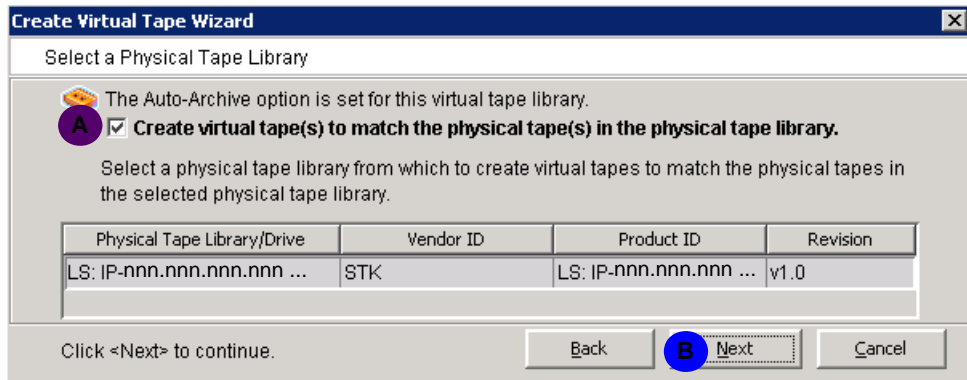 Create Virtual Tape Wizard
Select a Physical Tape Library
The Auto-Archive option is set for this virtual tape library.
A Create virtual tape(s) to match the physical tape(s) in the physical tape library.
Select a physical tape library from which to create virtual tapes to match the physical tapes in
the selected physical tape library.
Physical Tape Library/Drive Vendor ID Product ID Revision
LS: IP-nnn.nnn.nnn.nnn ... STK LS: IP-nnn.nnn.nnn ... v1.0
Click <Next> to continue. Back B Next Cancel